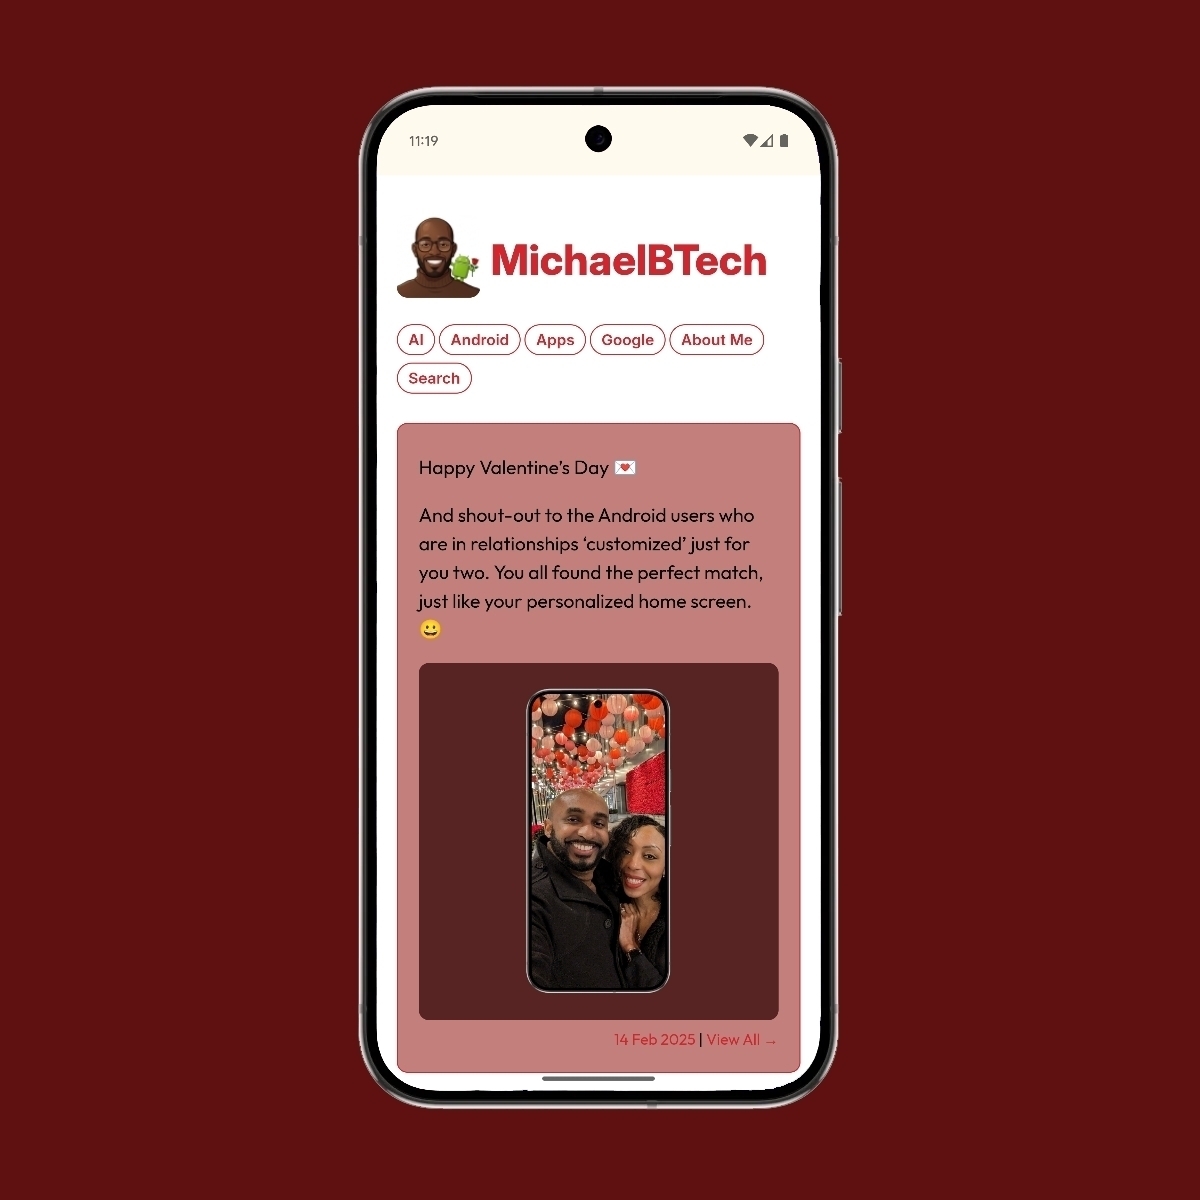 11:19
MichaelBTech
AI Android Apps Google About Me
Search
Happy Valentine’s Day 💌
And shout-out to the Android users who
are in relationships ‘customized’ just for
you two. You all found the perfect match,
just like your personalized home screen.
😀
14 Feb 2025 | View All →